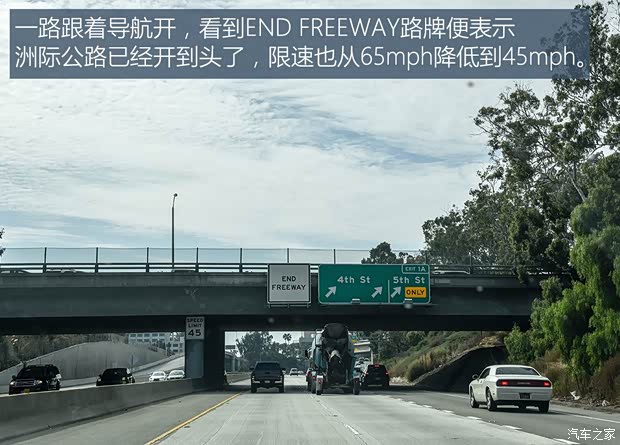 一路跟着导航开，看到END FREEWAY路牌便表示
洲际公路已经开到头了，限速也从65mph降低到45mph。
END
FREEWAY
4th St
EXIT 1A
5th St
ONLY
SPEED
LIMIT
45
汽车之家